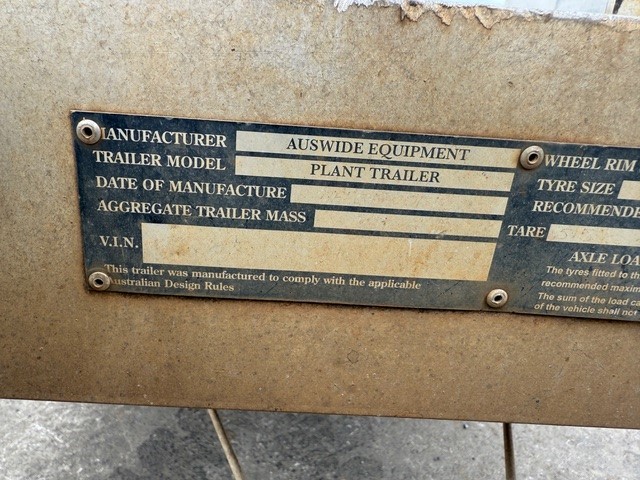 MANUFACTURER AUSWIDE EQUIPMENT
TRAILER MODEL PLANT TRAILER
DATE OF MANUFACTURE
AGGREGATE TRAILER MASS
V.I.N.
This trailer was manufactured to comply with the applicable
Australian Design Rules
WHEEL RIM
TYRE SIZE
RECOMMENDE
TARE
AXLE LOA
The tyres fitted to th
recommended maxim
The sum of the load ca
of the vehicle shall not